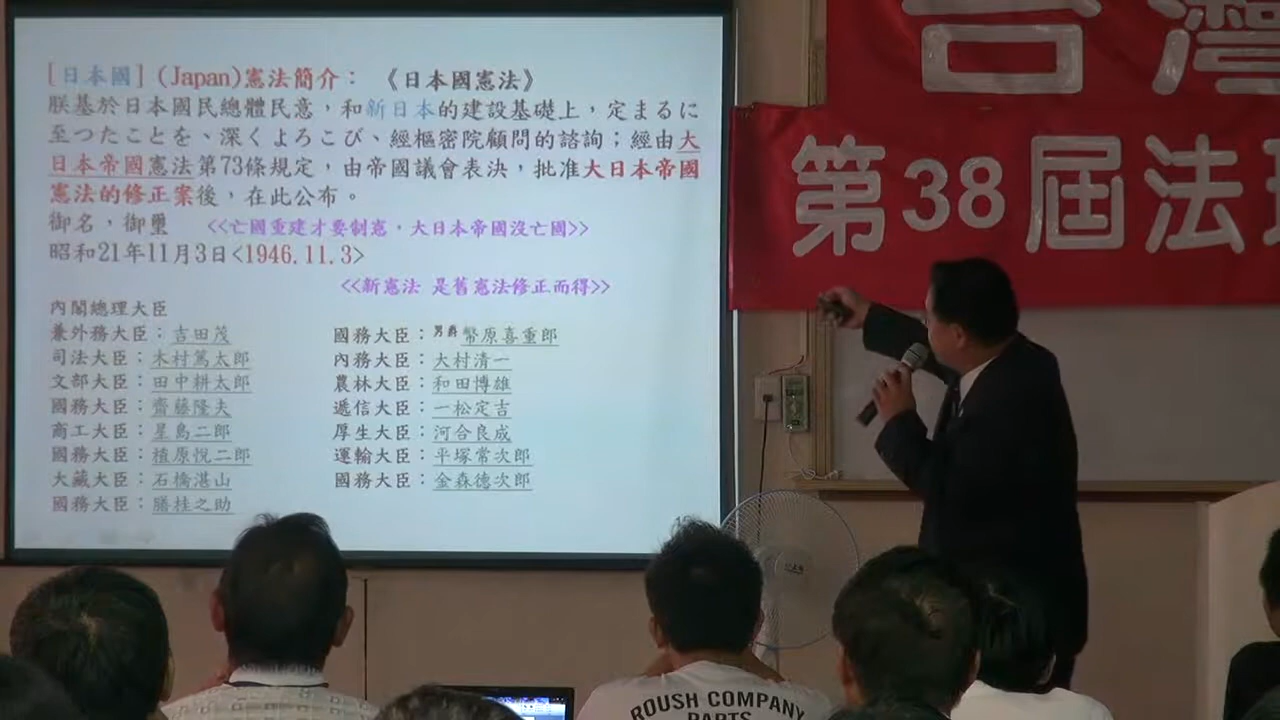 [日本國] (Japan)憲法簡介： 《日本國憲法》
朕基於日本國民總體民意，和新日本的建設基礎上，定まるに
至つたことを、深くよろこび、經樞密院顧問的諮詢；經由大
日本帝國憲法第73條規定，由帝國議會表決，批准大日本帝國
憲法的修正案後，在此公布。
御名，御璽 <<亡國重建才要制憲，大日本帝國沒亡國>>
昭和21年11月3日<1946.11.3>
<<新憲法 是舊憲法修正而得>>
內閣總理大臣
兼外務大臣：吉田茂
司法大臣：木村篤太郎
文部大臣：田中耕太郎
國務大臣：齋藤隆夫
商工大臣：星島二郎
國務大臣：植原悅二郎
大藏大臣：石橋湛山
國務大臣：膳桂之助
國務大臣：男爵 幣原喜重郎
內務大臣：大村清一
農林大臣：和田博雄
遞信大臣：一松定吉
厚生大臣：河合良成
運輸大臣：平塚常次郎
國務大臣：金森德次郎
台灣
第38屆法理
ROUSH COMPANY
PARTS